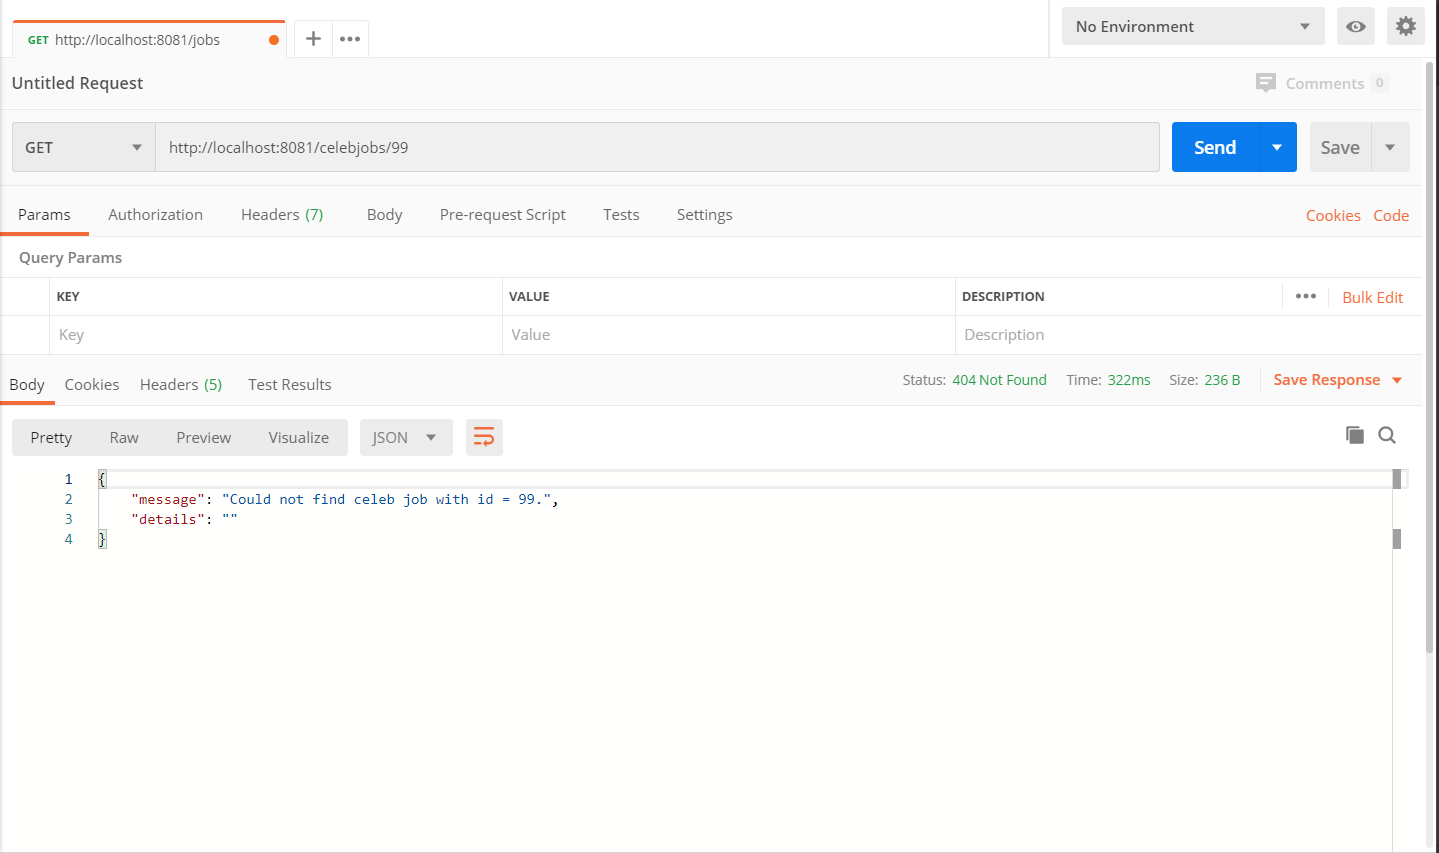 GET http://localhost:8081/jobs
No Environment
Untitled Request
Comments 0
GET http://localhost:8081/celebjobs/99 Send Save
Params Authorization Headers (7) Body Pre-request Script Tests Settings Cookies Code
Query Params
KEY VALUE DESCRIPTION Bulk Edit
Key Value Description
Body Cookies Headers (5) Test Results Status: 404 Not Found Time: 322ms Size: 236 B Save Response
Pretty Raw Preview Visualize JSON
1 {
2 "message": "Could not find celeb job with id = 99.",
3 "details": ""
4 }